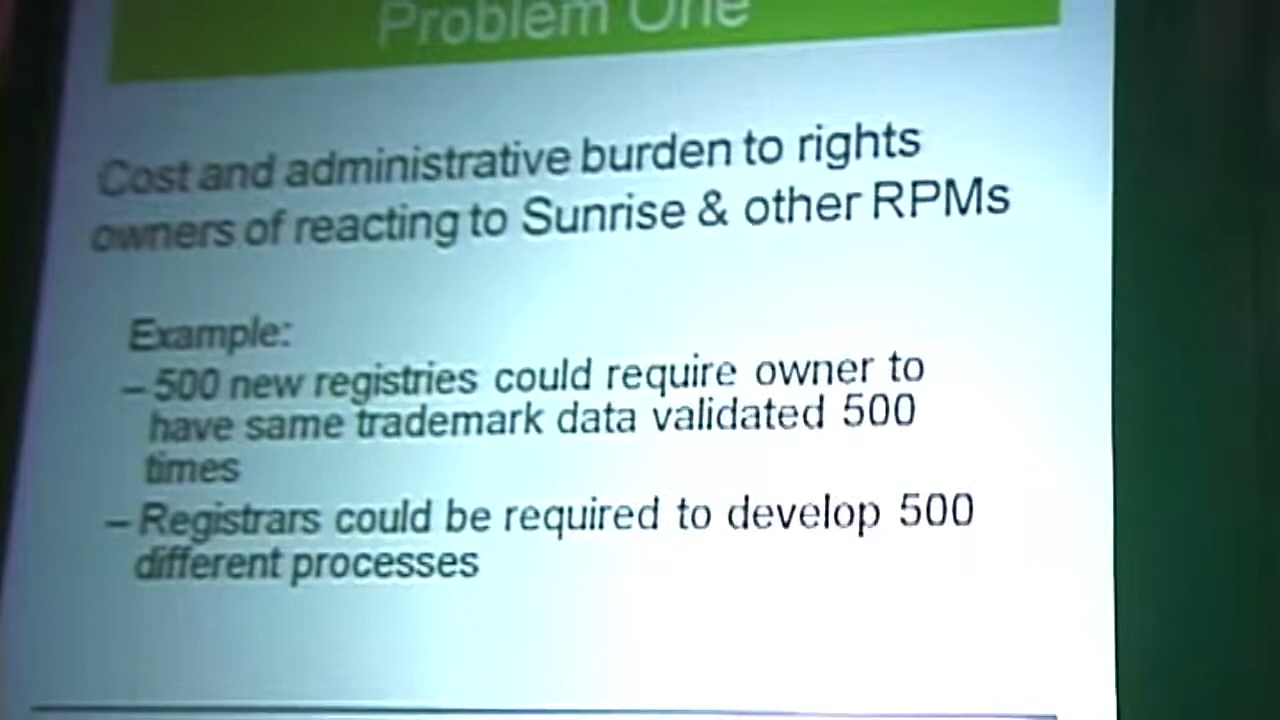 Problem One
Cost and administrative burden to rights
owners of reacting to Sunrise & other RPMs
Example:
– 500 new registries could require owner to
have same trademark data validated 500
times
– Registrars could be required to develop 500
different processes